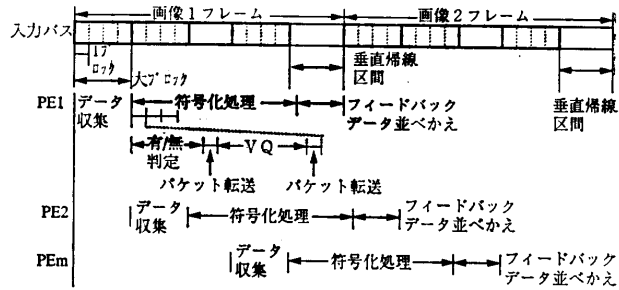 画像1フレーム
画像2フレーム
入力バス
1ブ
ロック
大ブロック
垂直帰線
区間
垂直帰線
区間
PE1
データ
収集
符号化処理
フィードバック
データ並べかえ
有/無
判定
VQ
パケット転送
パケット転送
PE2
データ
収集
符号化処理
フィードバック
データ並べかえ
PEm
データ
収集
符号化処理
フィードバック
データ並べかえ